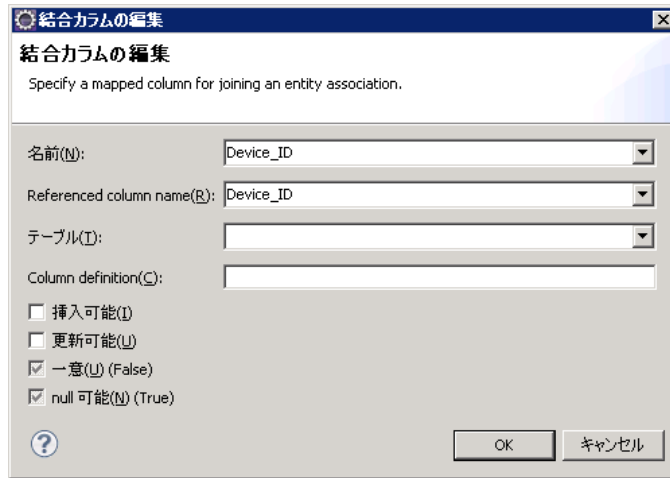 結合カラムの編集
結合カラムの編集
Specify a mapped column for joining an entity association.
名前(N): Device_ID
Referenced column name(R): Device_ID
テーブル(T):
Column definition(C):
挿入可能(I)
更新可能(U)
一意(U) (False)
null 可能(N) (True)
?
OK キャンセル